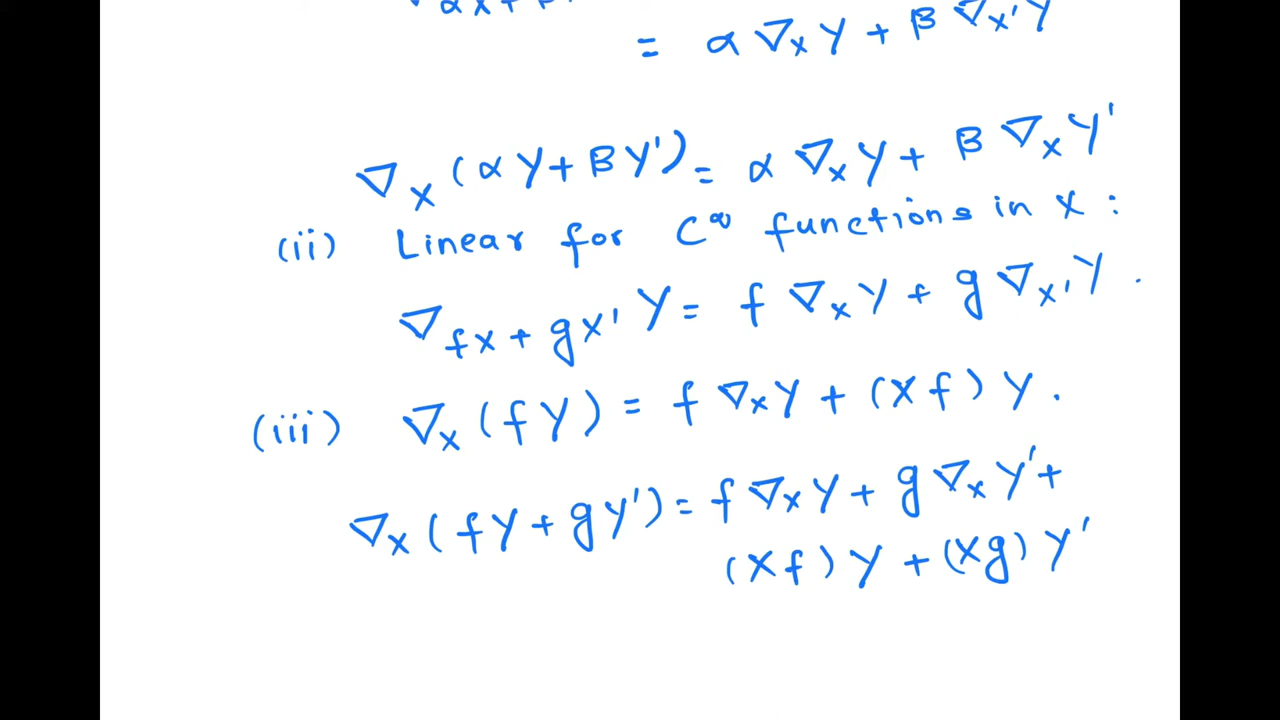 ∇αX+β
= α ∇ₓY + β ∇ₓ'Y
∇ₓ(αY+βY') = α ∇ₓY + β ∇ₓY'
(ii) Linear for C^∞ functions in X :
∇fX+gX' Y = f ∇ₓY + g ∇ₓ'Y .
(iii) ∇ₓ(fY) = f ∇ₓY + (Xf) Y .
∇ₓ(fY+gY') = f ∇ₓY + g ∇ₓY' +
(Xf) Y + (Xg) Y'